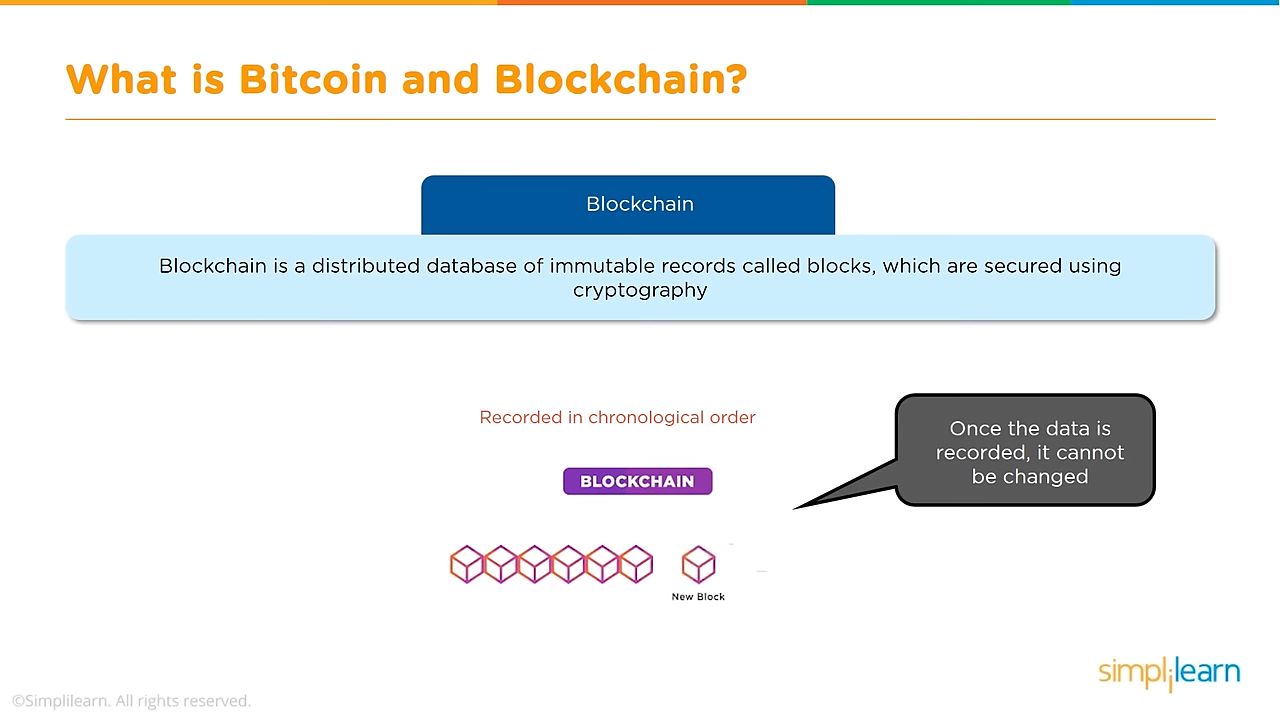 What is Bitcoin and Blockchain?
Blockchain
Blockchain is a distributed database of immutable records called blocks, which are secured using
cryptography
Recorded in chronological order
Once the data is
recorded, it cannot
be changed
BLOCKCHAIN
New Block
simplilearn
©Simplilearn. All rights reserved.